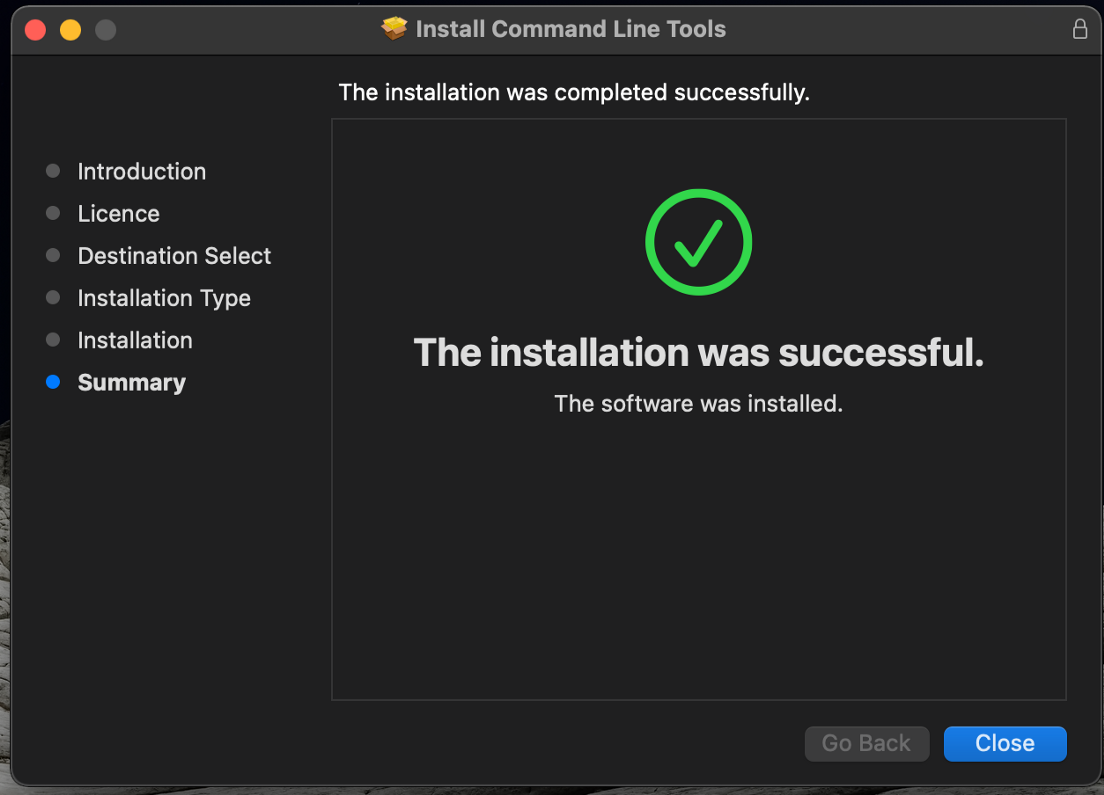 Install Command Line Tools
The installation was completed successfully.
Introduction
Licence
Destination Select
Installation Type
Installation
Summary
The installation was successful.
The software was installed.
Go Back
Close